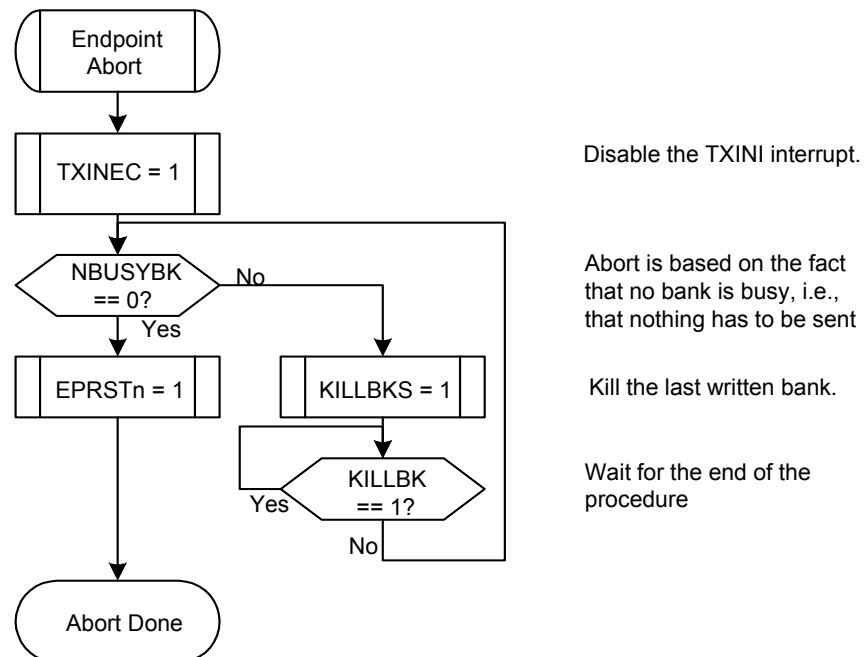 Endpoint
Abort
TXINEC = 1
Disable the TXINI interrupt.
NBUSYBK
== 0?
No
Yes
Abort is based on the fact
that no bank is busy, i.e.,
that nothing has to be sent
EPRSTn = 1
KILLBKS = 1
Kill the last written bank.
KILLBK
== 1?
Yes
No
Wait for the end of the
procedure
Abort Done